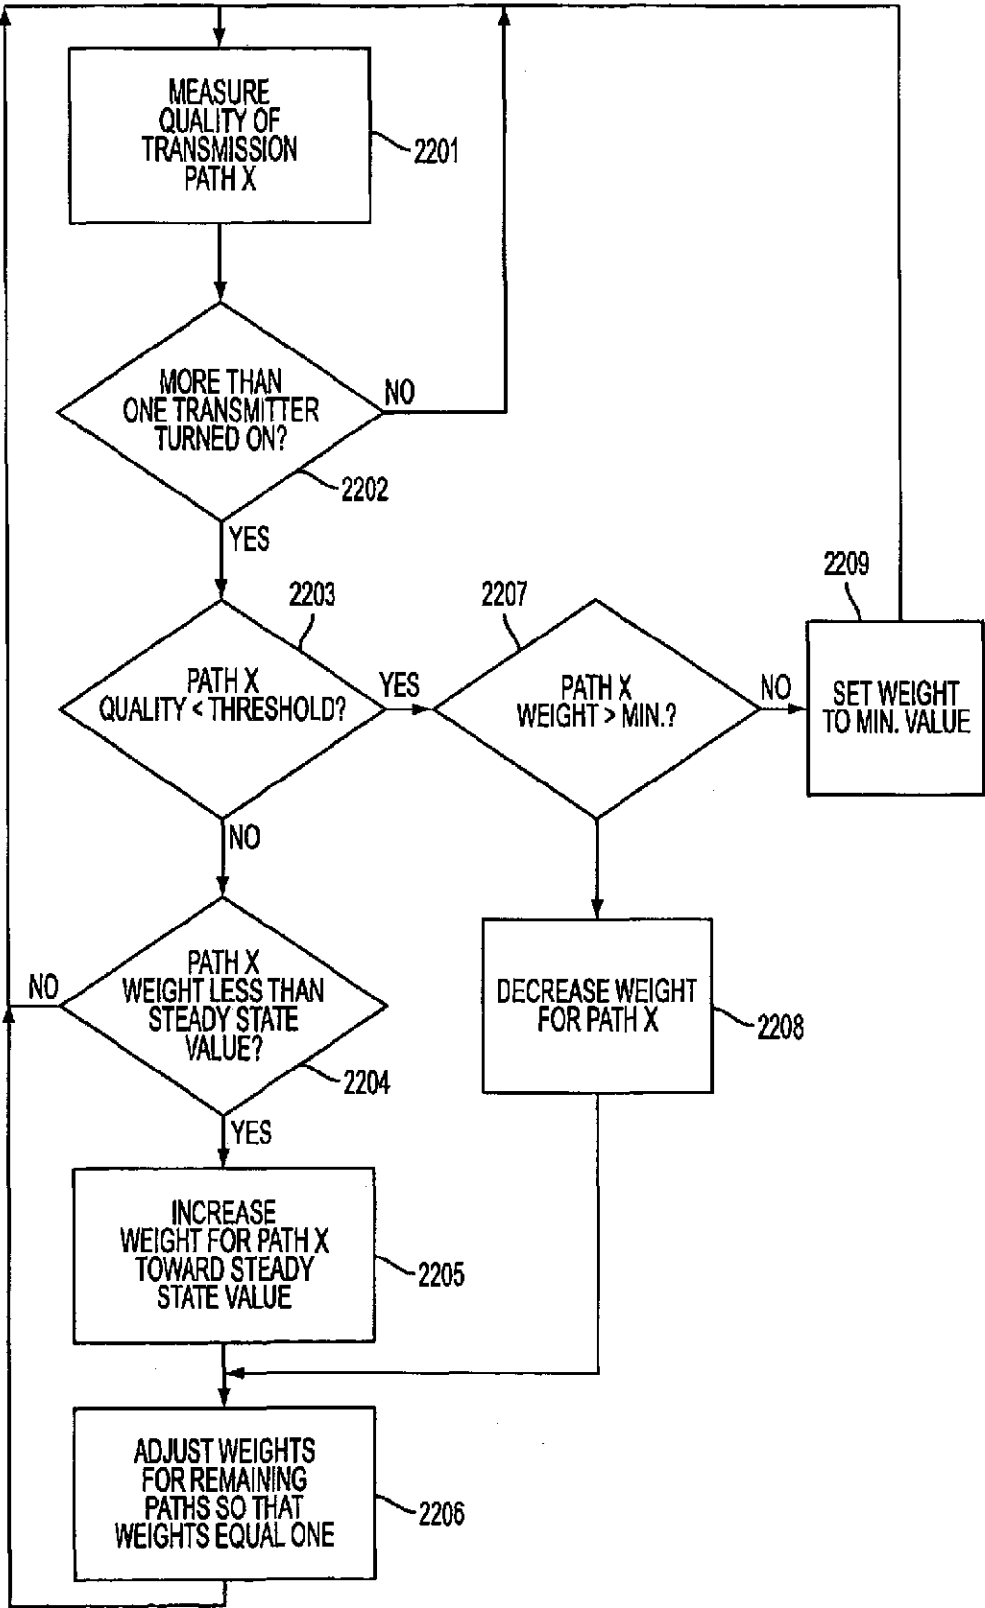 MEASURE
QUALITY OF
TRANSMISSION
PATH X
2201
MORE THAN
ONE TRANSMITTER
TURNED ON?
NO
2202
YES
2203
PATH X
QUALITY < THRESHOLD?
YES
2207
PATH X
WEIGHT > MIN.?
NO
2209
SET WEIGHT
TO MIN. VALUE
NO
PATH X
WEIGHT LESS THAN
STEADY STATE
VALUE?
NO
2204
YES
DECREASE WEIGHT
FOR PATH X
2208
INCREASE
WEIGHT FOR PATH X
TOWARD STEADY
STATE VALUE
2205
ADJUST WEIGHTS
FOR REMAINING
PATHS SO THAT
WEIGHTS EQUAL ONE
2206